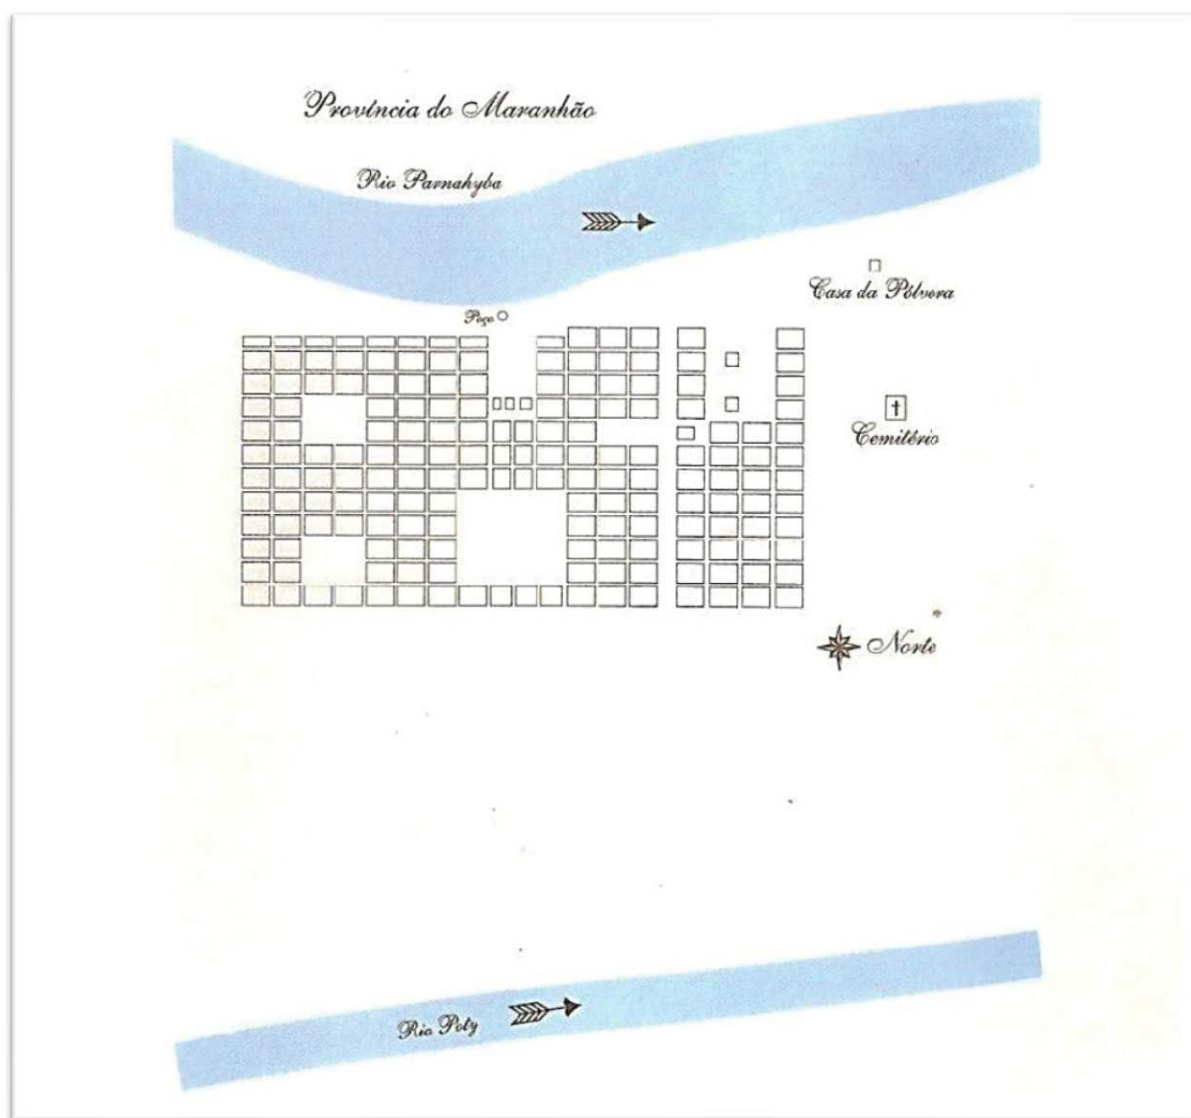 Província do Maranhão
Rio Parnahyba
Casa da Pólvora
Poço
Cemitério
Norte
Rio Poty